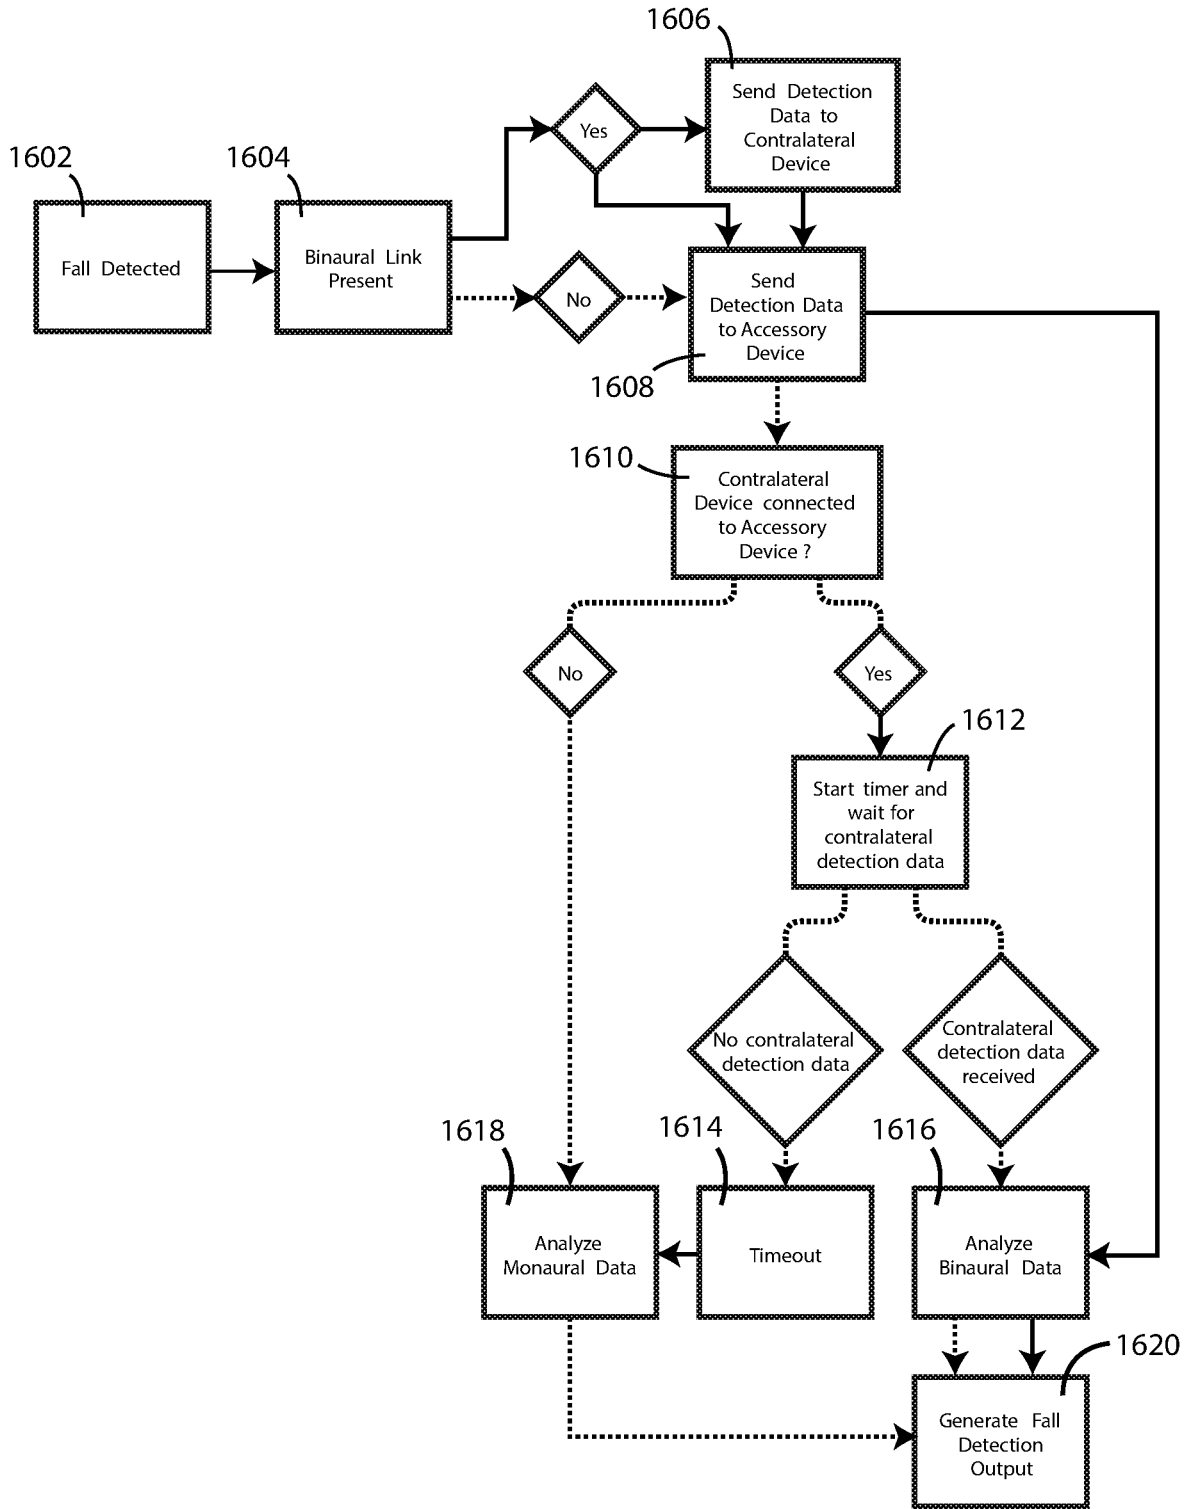 1606
Send Detection
Data to
Contralateral
Device
Yes
1602
1604
Fall Detected
Binaural Link
Present
No
Send
Detection Data
to Accessory
Device
1608
1610
Contralateral
Device connected
to Accessory
Device ?
No
Yes
1612
Start timer and
wait for
contralateral
detection data
No contralateral
detection data
Contralateral
detection data
received
1618
1614
1616
Analyze
Monaural Data
Timeout
Analyze
Binaural Data
1620
Generate Fall
Detection
Output